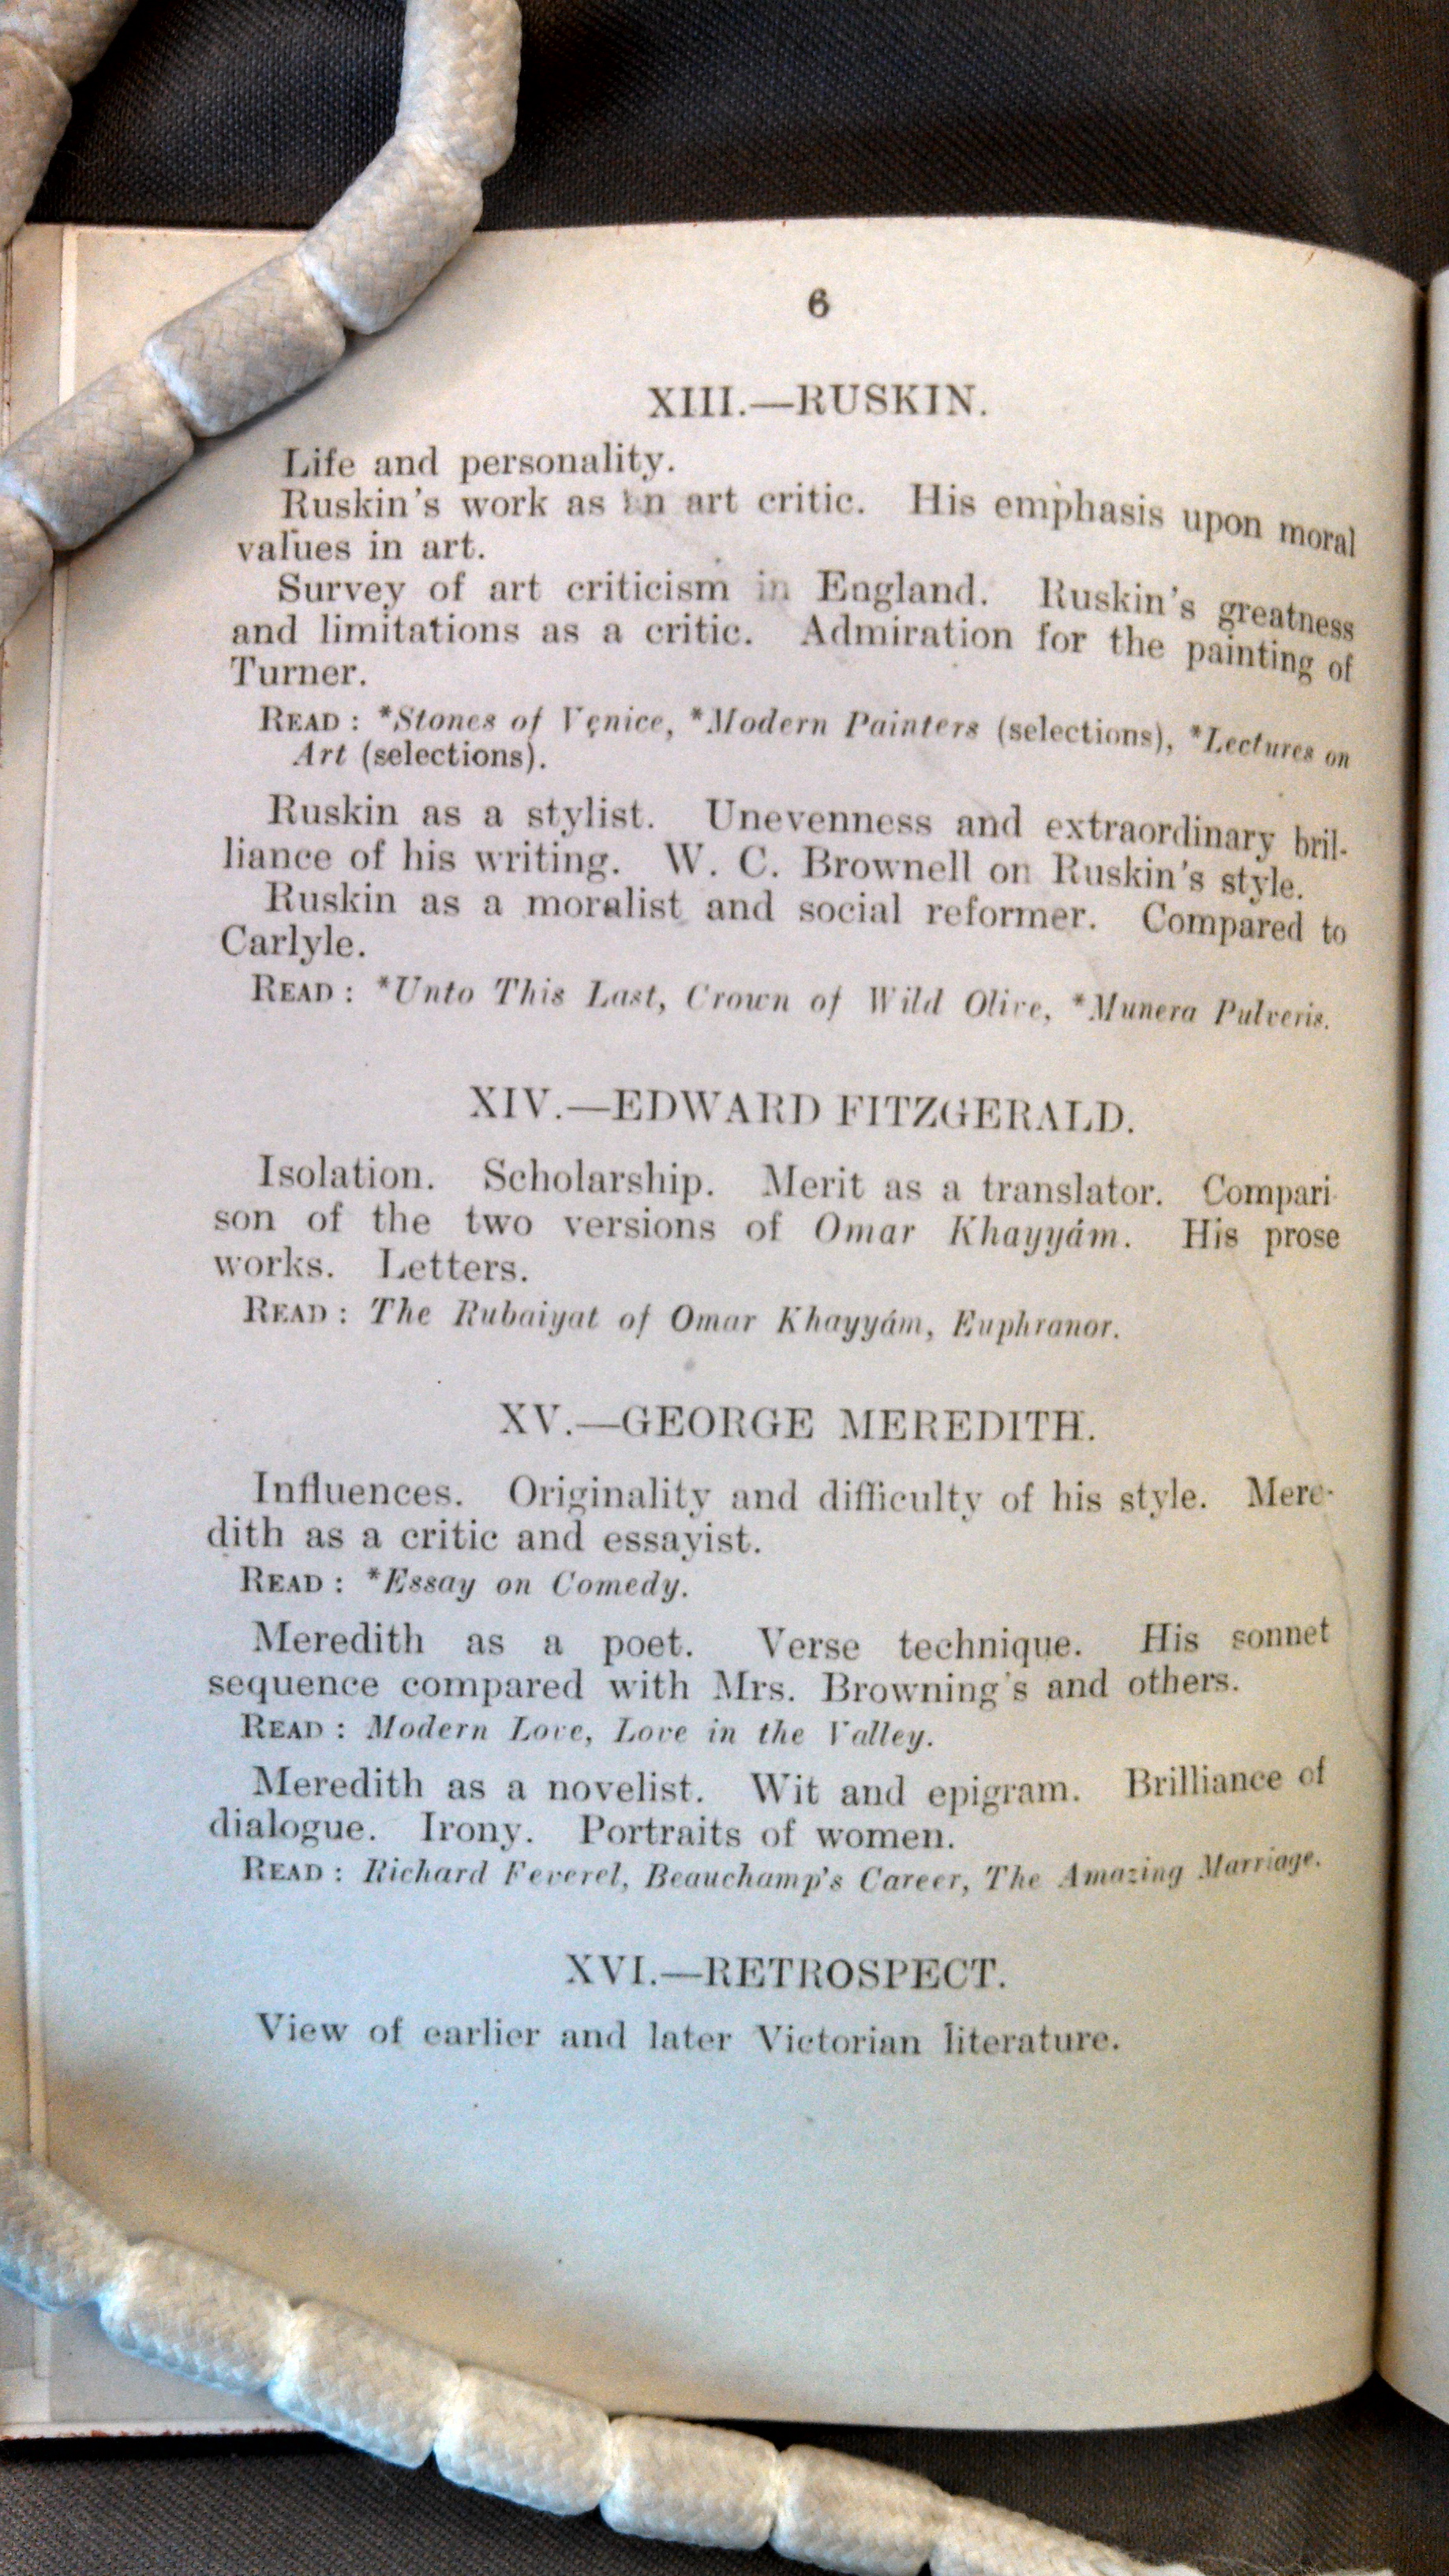 6
XIII.—RUSKIN.
Life and personality.
Ruskin's work as an art critic. His emphasis upon moral
values in art.
Survey of art criticism in England. Ruskin's greatness
and limitations as a critic. Admiration for the painting of
Turner.
READ : *Stones of Venice, *Modern Painters (selections), *Lectures on
Art (selections).
Ruskin as a stylist. Unevenness and extraordinary bril-
liance of his writing. W. C. Brownell on Ruskin's style.
Ruskin as a moralist and social reformer. Compared to
Carlyle.
READ : *Unto This Last, Crown of Wild Olive, *Munera Pulveris.
XIV.—EDWARD FITZGERALD.
Isolation. Scholarship. Merit as a translator. Compari-
son of the two versions of Omar Khayyám. His prose
works. Letters.
READ : The Rubaiyat of Omar Khayyám, Euphranor.
XV.—GEORGE MEREDITH.
Influences. Originality and difficulty of his style. Mere-
dith as a critic and essayist.
READ : *Essay on Comedy.
Meredith as a poet. Verse technique. His sonnet
sequence compared with Mrs. Browning's and others.
READ : Modern Love, Love in the Valley.
Meredith as a novelist. Wit and epigram. Brilliance of
dialogue. Irony. Portraits of women.
READ : Richard Feverel, Beauchamp's Career, The Amazing Marriage.
XVI.—RETROSPECT.
View of earlier and later Victorian literature.